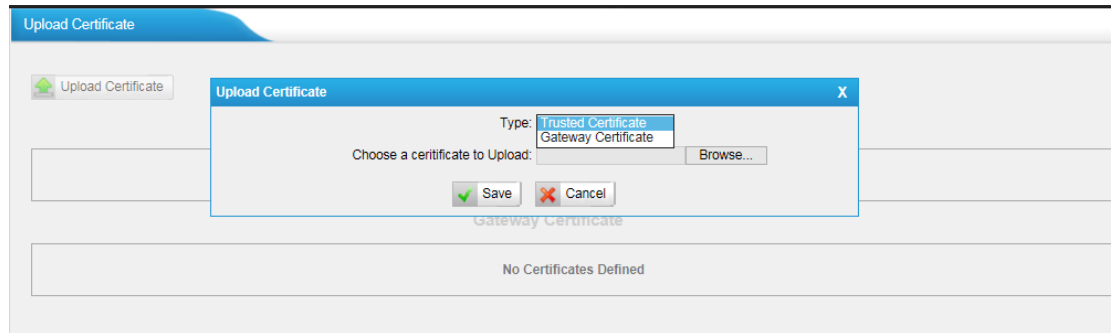 Upload Certificate
Upload Certificate
Upload Certificate X
Type: Trusted Certificate
Gateway Certificate
Choose a ceritificate to Upload: Browse...
Save Cancel
Gateway Certificate
No Certificates Defined